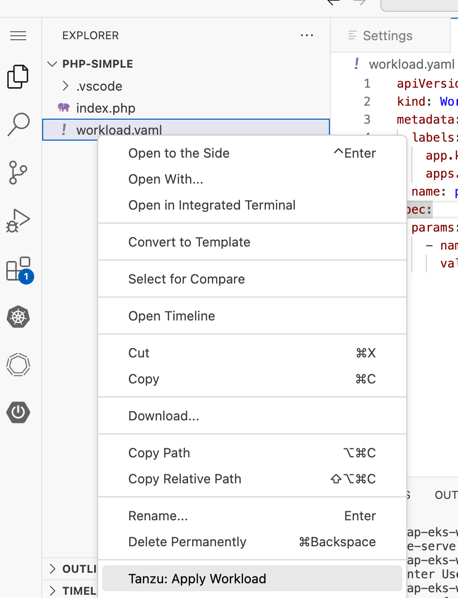 EXPLORER
...
Settings
PHP-SIMPLE
.vscode
index.php
! workload.yaml
! workload.yaml
1 apiVersio
2 kind: Wo
3 metadata:
labels:
app.k
apps.
name: p
pec:
params:
- nam
val
Open to the Side ^Enter
Open With...
Open in Integrated Terminal
Convert to Template
Select for Compare
Open Timeline
Cut ⌘X
Copy ⌘C
Download...
Copy Path ⌥⌘C
Copy Relative Path ⇧⌥⌘C
Rename... Enter
Delete Permanently ⌘Backspace
Tanzu: Apply Workload
1
S OUT
ap-eks-w
e-serve
ap-eks-w
nter Use
OUTLI
TIMEL